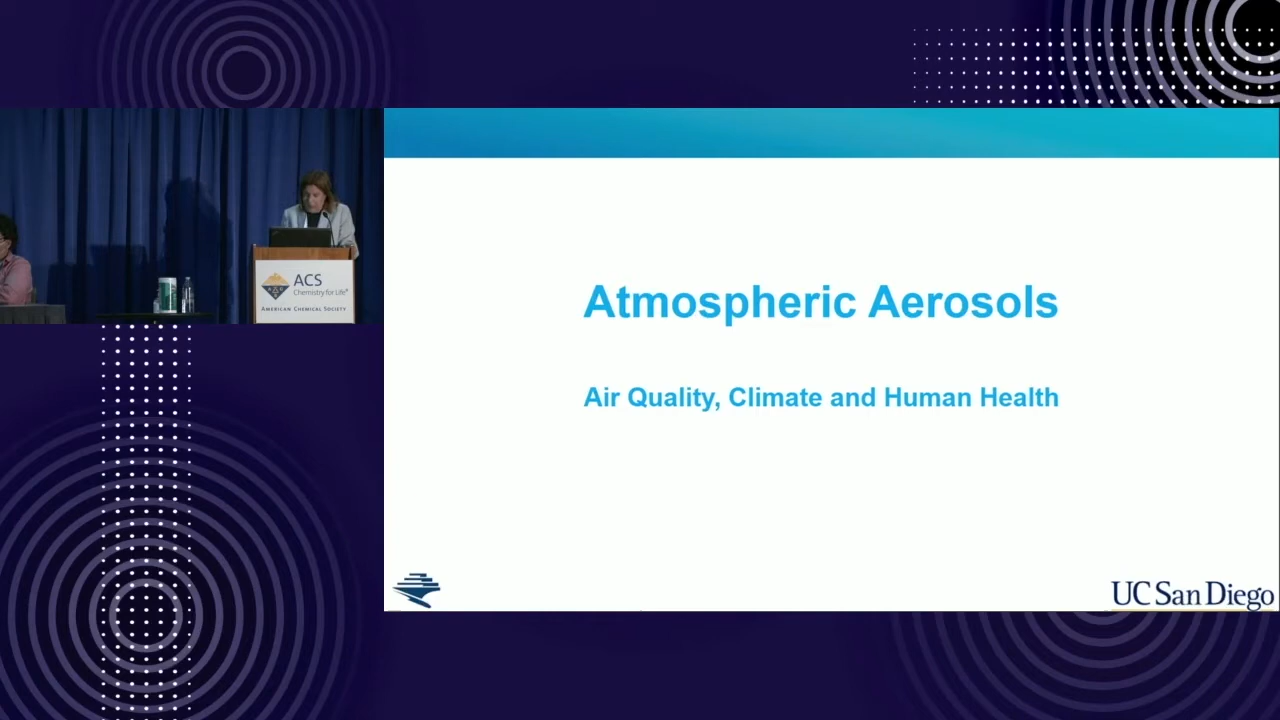 Atmospheric Aerosols
Air Quality, Climate and Human Health
ACS
Chemistry for Life®
AMERICAN CHEMICAL SOCIETY
UC San Diego